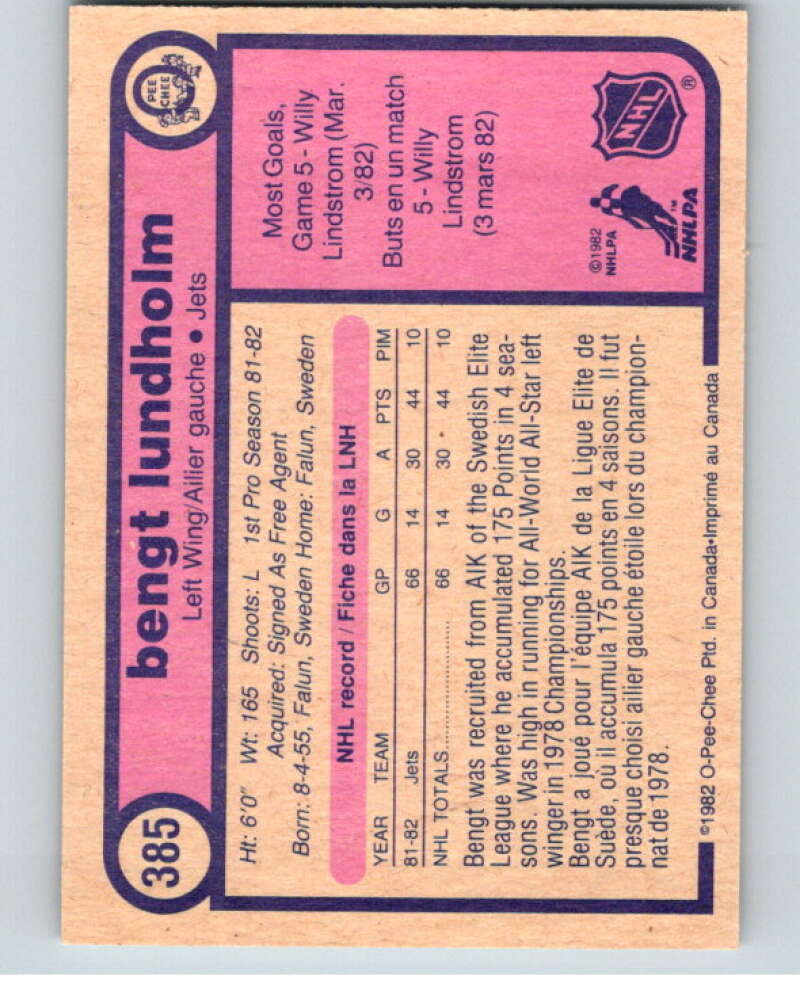 385
bengt lundholm
Left Wing/Ailier gauche • Jets
O
PEE
CHEE
Ht: 6'0" Wt: 165 Shoots: L 1st Pro Season 81-82
Acquired: Signed As Free Agent
Born: 8-4-55, Falun, Sweden Home: Falun, Sweden
NHL record / Fiche dans la LNH
YEAR TEAM GP G A PTS PIM
81-82 Jets 66 14 30 44 10
NHL TOTALS.......................... 66 14 30 44 10
Bengt was recruited from AIK of the Swedish Elite
League where he accumulated 175 Points in 4 sea-
sons. Was high in running for All-World All-Star left
winger in 1978 Championships.
Bengt a joué pour l'équipe AIK de la Ligue Elite de
Suède, où il accumula 175 points en 4 saisons. Il fut
presque choisi ailier gauche étoile lors du champion-
nat de 1978.
Most Goals,
Game 5 - Willy
Lindstrom (Mar.
3/82)
Buts en un match
5 - Willy
Lindstrom
(3 mars 82)
©1982
NHLPA
NHLPA
™
NHL
®
©1982 O-Pee-Chee Ptd. in Canada•Imprimé au Canada